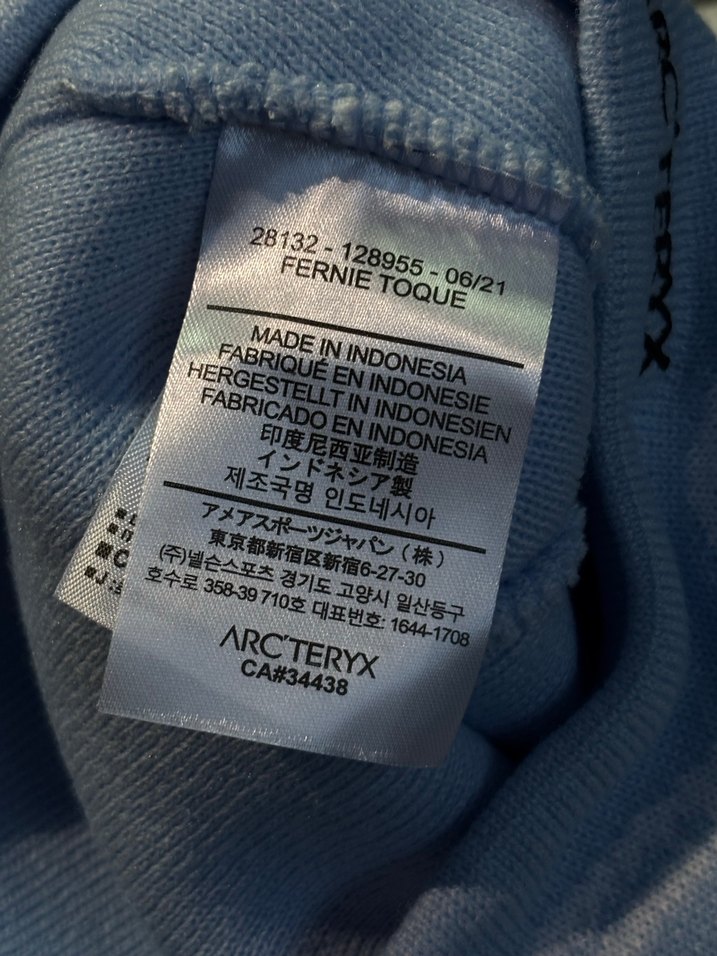 ARC'TERYX
28132 - 128955 - 06/21
FERNIE TOQUE
MADE IN INDONESIA
FABRIQUÉ EN INDONESIE
HERGESTELLT IN INDONESIEN
FABRICADO EN INDONESIA
印度尼西亚制造
インドネシア製
제조국명 인도네시아
アメアスポーツジャパン（株）
東京都新宿区新宿6-27-30
(주)넬슨스포츠 경기도 고양시 일산동구
호수로 358-39 710호 대표번호: 1644-1708
ARC'TERYX
CA#34438